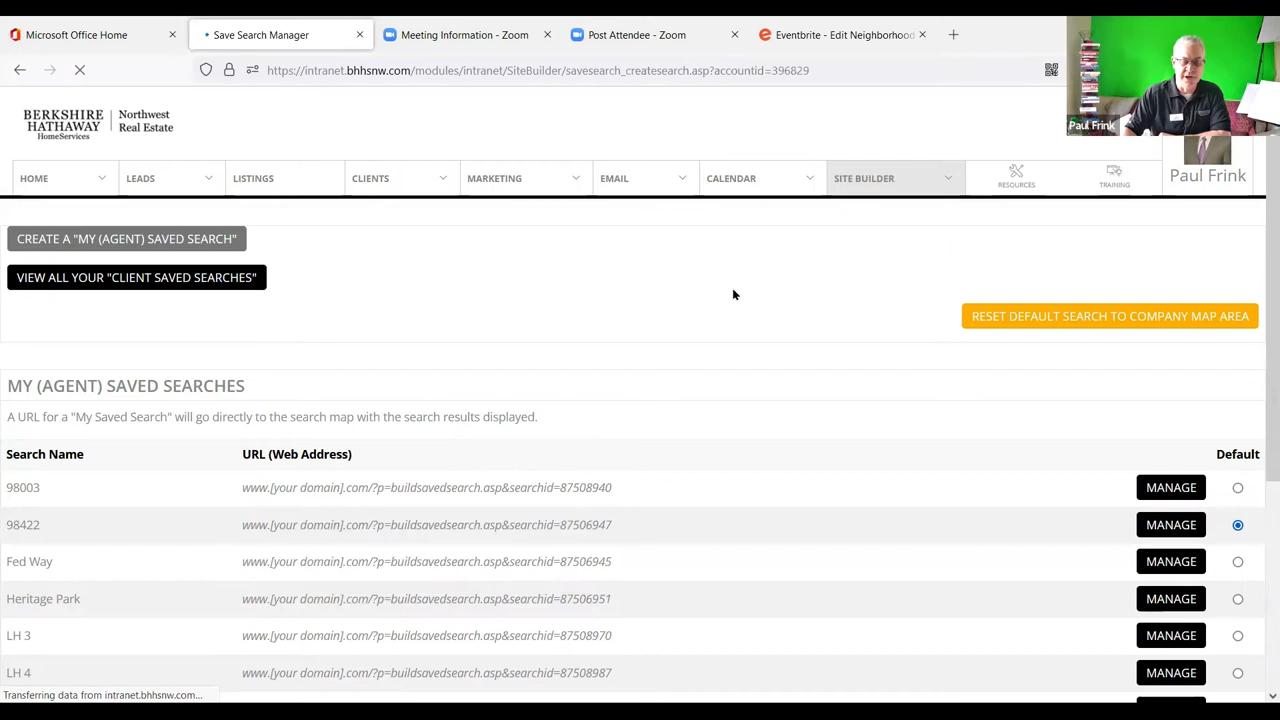 Microsoft Office Home
Save Search Manager
Meeting Information - Zoom
Post Attendee - Zoom
Eventbrite - Edit Neighborhood
https://intranet.bhhsnw.com/modules/intranet/SiteBuilder/savesearch_createsearch.asp?accountid=396829
Paul Frink
BERKSHIRE
HATHAWAY
HomeServices
Northwest
Real Estate
HOME
LEADS
LISTINGS
CLIENTS
MARKETING
EMAIL
CALENDAR
SITE BUILDER
RESOURCES
TRAINING
Paul Frink
CREATE A "MY (AGENT) SAVED SEARCH"
VIEW ALL YOUR "CLIENT SAVED SEARCHES"
RESET DEFAULT SEARCH TO COMPANY MAP AREA
MY (AGENT) SAVED SEARCHES
A URL for a "My Saved Search" will go directly to the search map with the search results displayed.
Search Name URL (Web Address) Default
98003 www.[your domain].com/?p=buildsavedsearch.asp&searchid=87508940 MANAGE
98422 www.[your domain].com/?p=buildsavedsearch.asp&searchid=87506947 MANAGE
Fed Way www.[your domain].com/?p=buildsavedsearch.asp&searchid=87506945 MANAGE
Heritage Park www.[your domain].com/?p=buildsavedsearch.asp&searchid=87506951 MANAGE
LH 3 www.[your domain].com/?p=buildsavedsearch.asp&searchid=87508970 MANAGE
LH 4 www.[your domain].com/?p=buildsavedsearch.asp&searchid=87508987 MANAGE
Transferring data from intranet.bhhsnw.com...